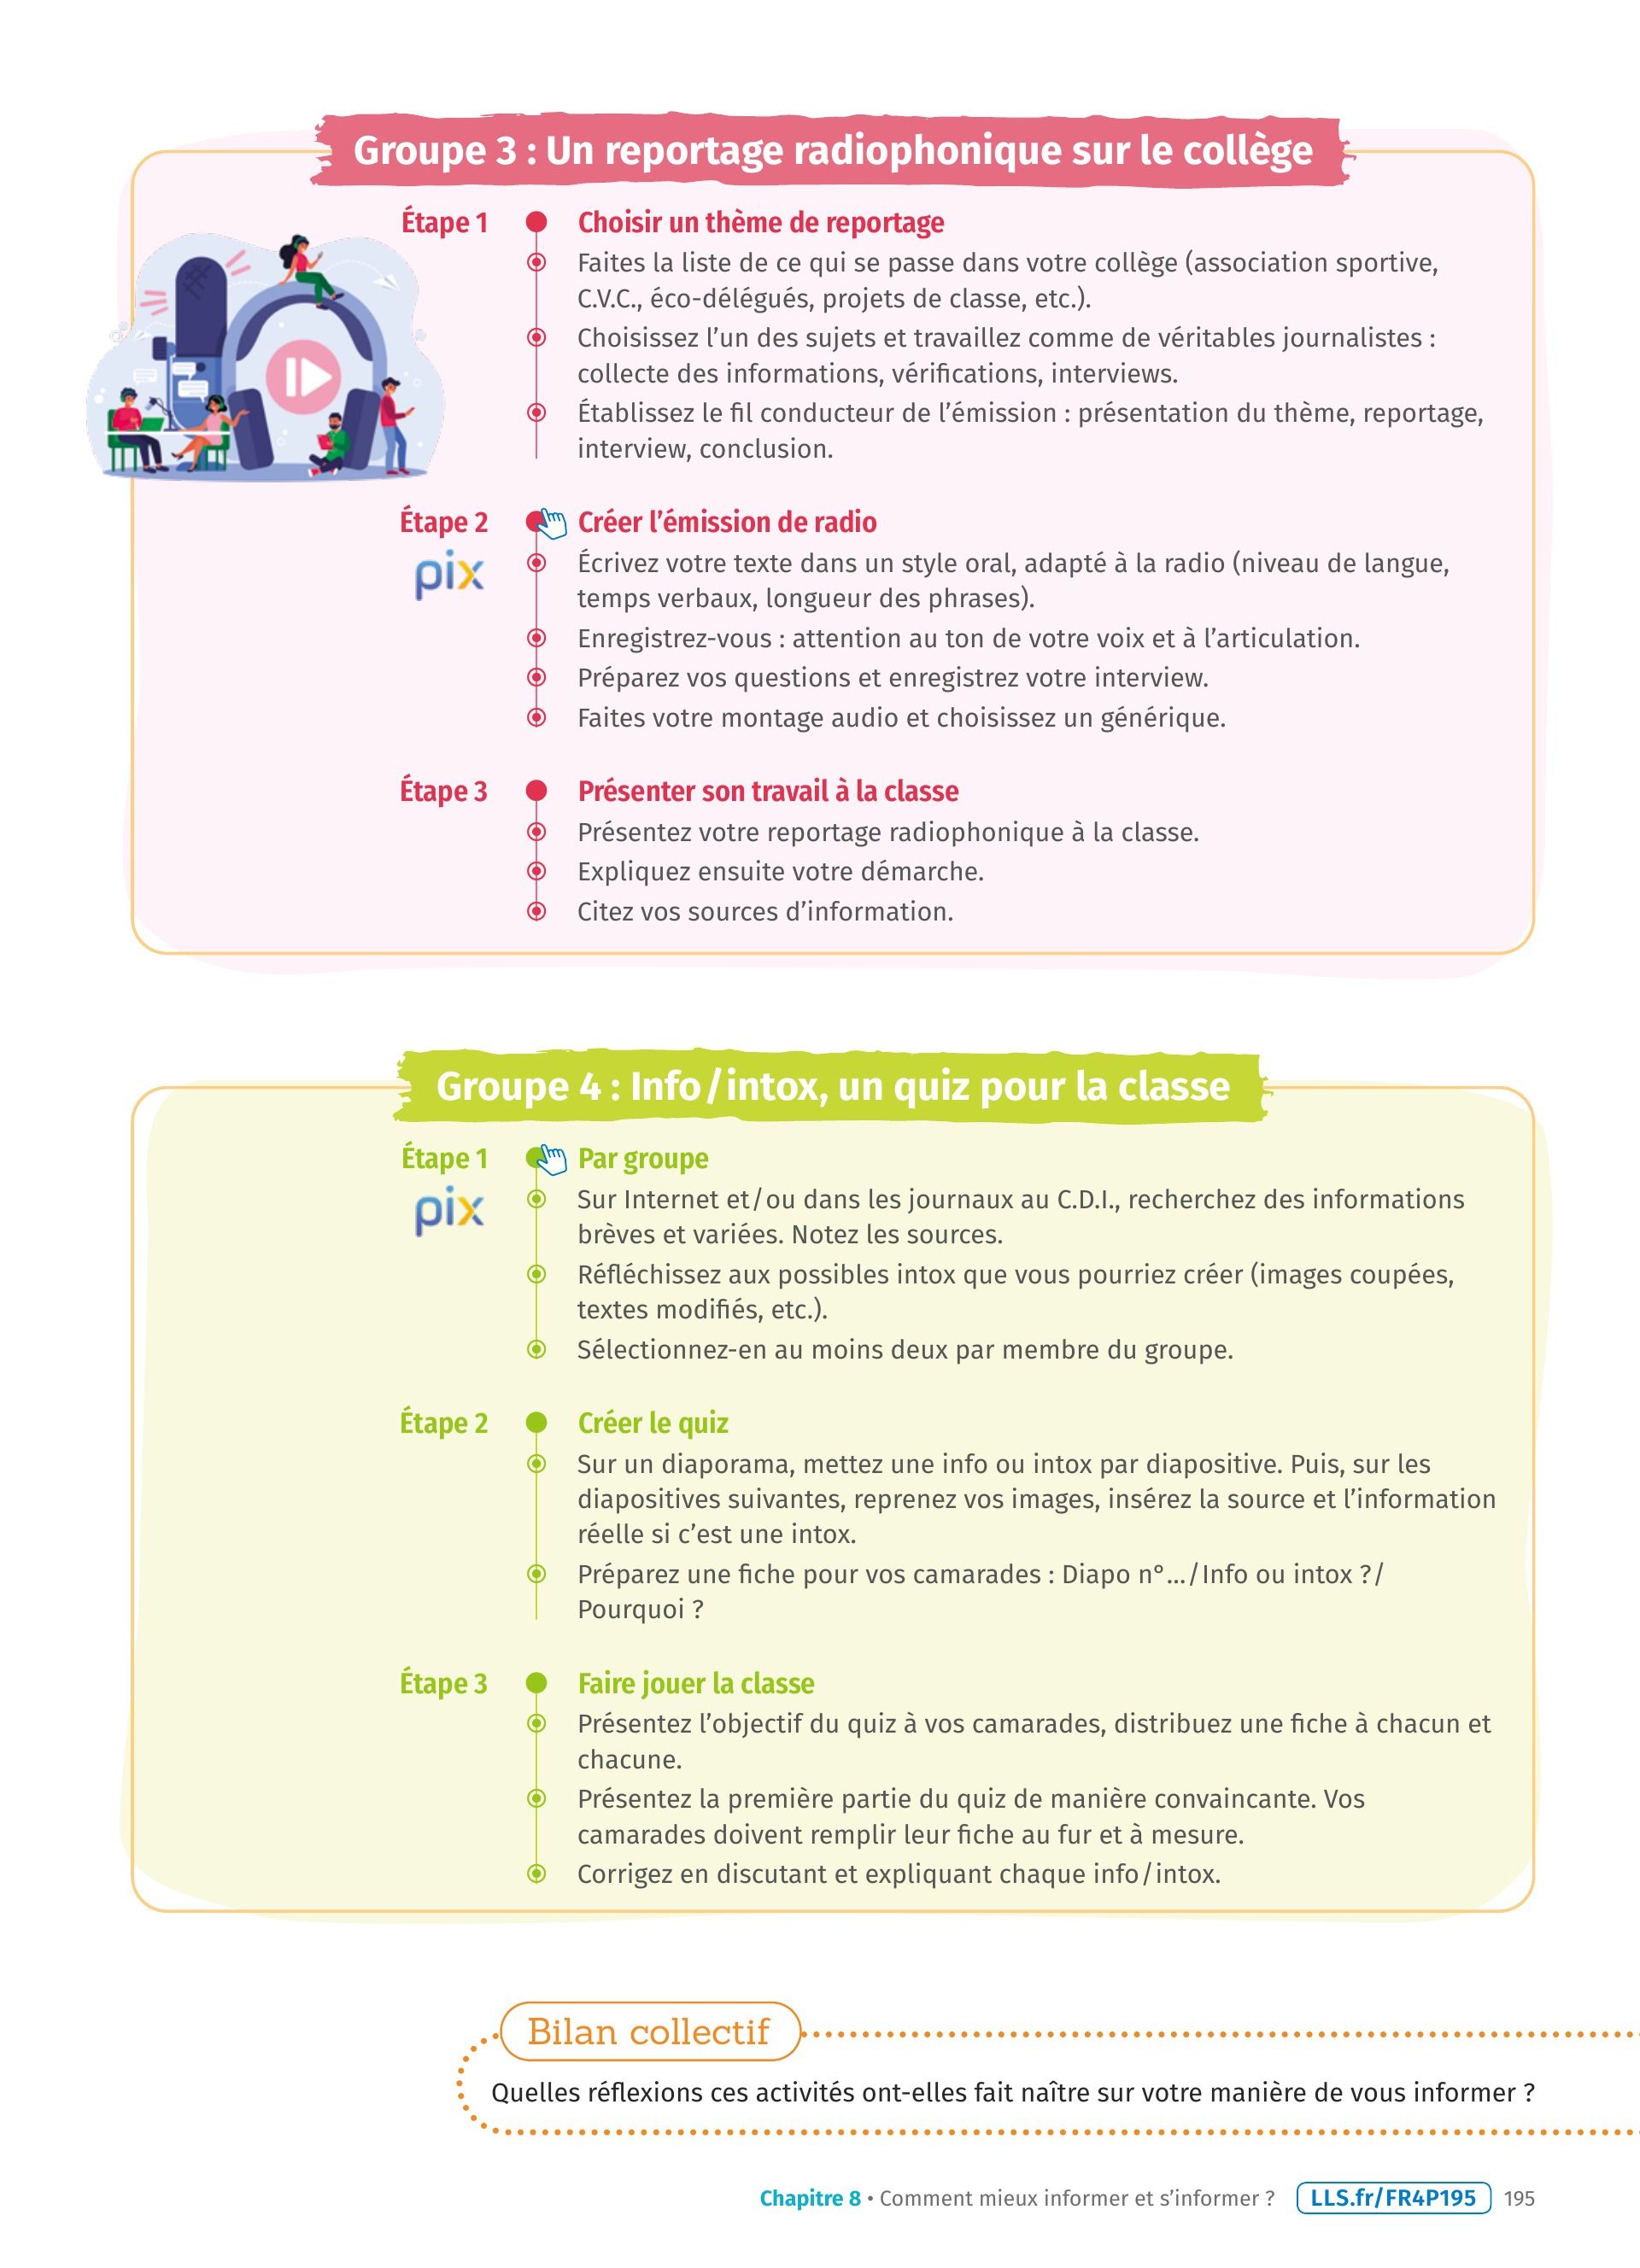 Groupe 3 : Un reportage radiophonique sur le collège
Étape 1
Choisir un thème de reportage
Faites la liste de ce qui se passe dans votre collège (association sportive,
C.V.C., éco-délégués, projets de classe, etc.).
Choisissez l’un des sujets et travaillez comme de véritables journalistes :
collecte des informations, vérifications, interviews.
Établissez le fil conducteur de l’émission : présentation du thème, reportage,
interview, conclusion.
Étape 2
pix
Créer l’émission de radio
Écrivez votre texte dans un style oral, adapté à la radio (niveau de langue,
temps verbaux, longueur des phrases).
Enregistrez-vous : attention au ton de votre voix et à l’articulation.
Préparez vos questions et enregistrez votre interview.
Faites votre montage audio et choisissez un générique.
Étape 3
Présenter son travail à la classe
Présentez votre reportage radiophonique à la classe.
Expliquez ensuite votre démarche.
Citez vos sources d’information.
Groupe 4 : Info/intox, un quiz pour la classe
Étape 1
pix
Par groupe
Sur Internet et/ou dans les journaux au C.D.I., recherchez des informations
brèves et variées. Notez les sources.
Réfléchissez aux possibles intox que vous pourriez créer (images coupées,
textes modifiés, etc.).
Sélectionnez-en au moins deux par membre du groupe.
Étape 2
Créer le quiz
Sur un diaporama, mettez une info ou intox par diapositive. Puis, sur les
diapositives suivantes, reprenez vos images, insérez la source et l’information
réelle si c’est une intox.
Préparez une fiche pour vos camarades : Diapo n°.../Info ou intox ?/
Pourquoi ?
Étape 3
Faire jouer la classe
Présentez l’objectif du quiz à vos camarades, distribuez une fiche à chacun et
chacune.
Présentez la première partie du quiz de manière convaincante. Vos
camarades doivent remplir leur fiche au fur et à mesure.
Corrigez en discutant et expliquant chaque info/intox.
Bilan collectif
Quelles réflexions ces activités ont-elles fait naître sur votre manière de vous informer ?
Chapitre 8 • Comment mieux informer et s’informer ? LLS.fr/FR4P195 195